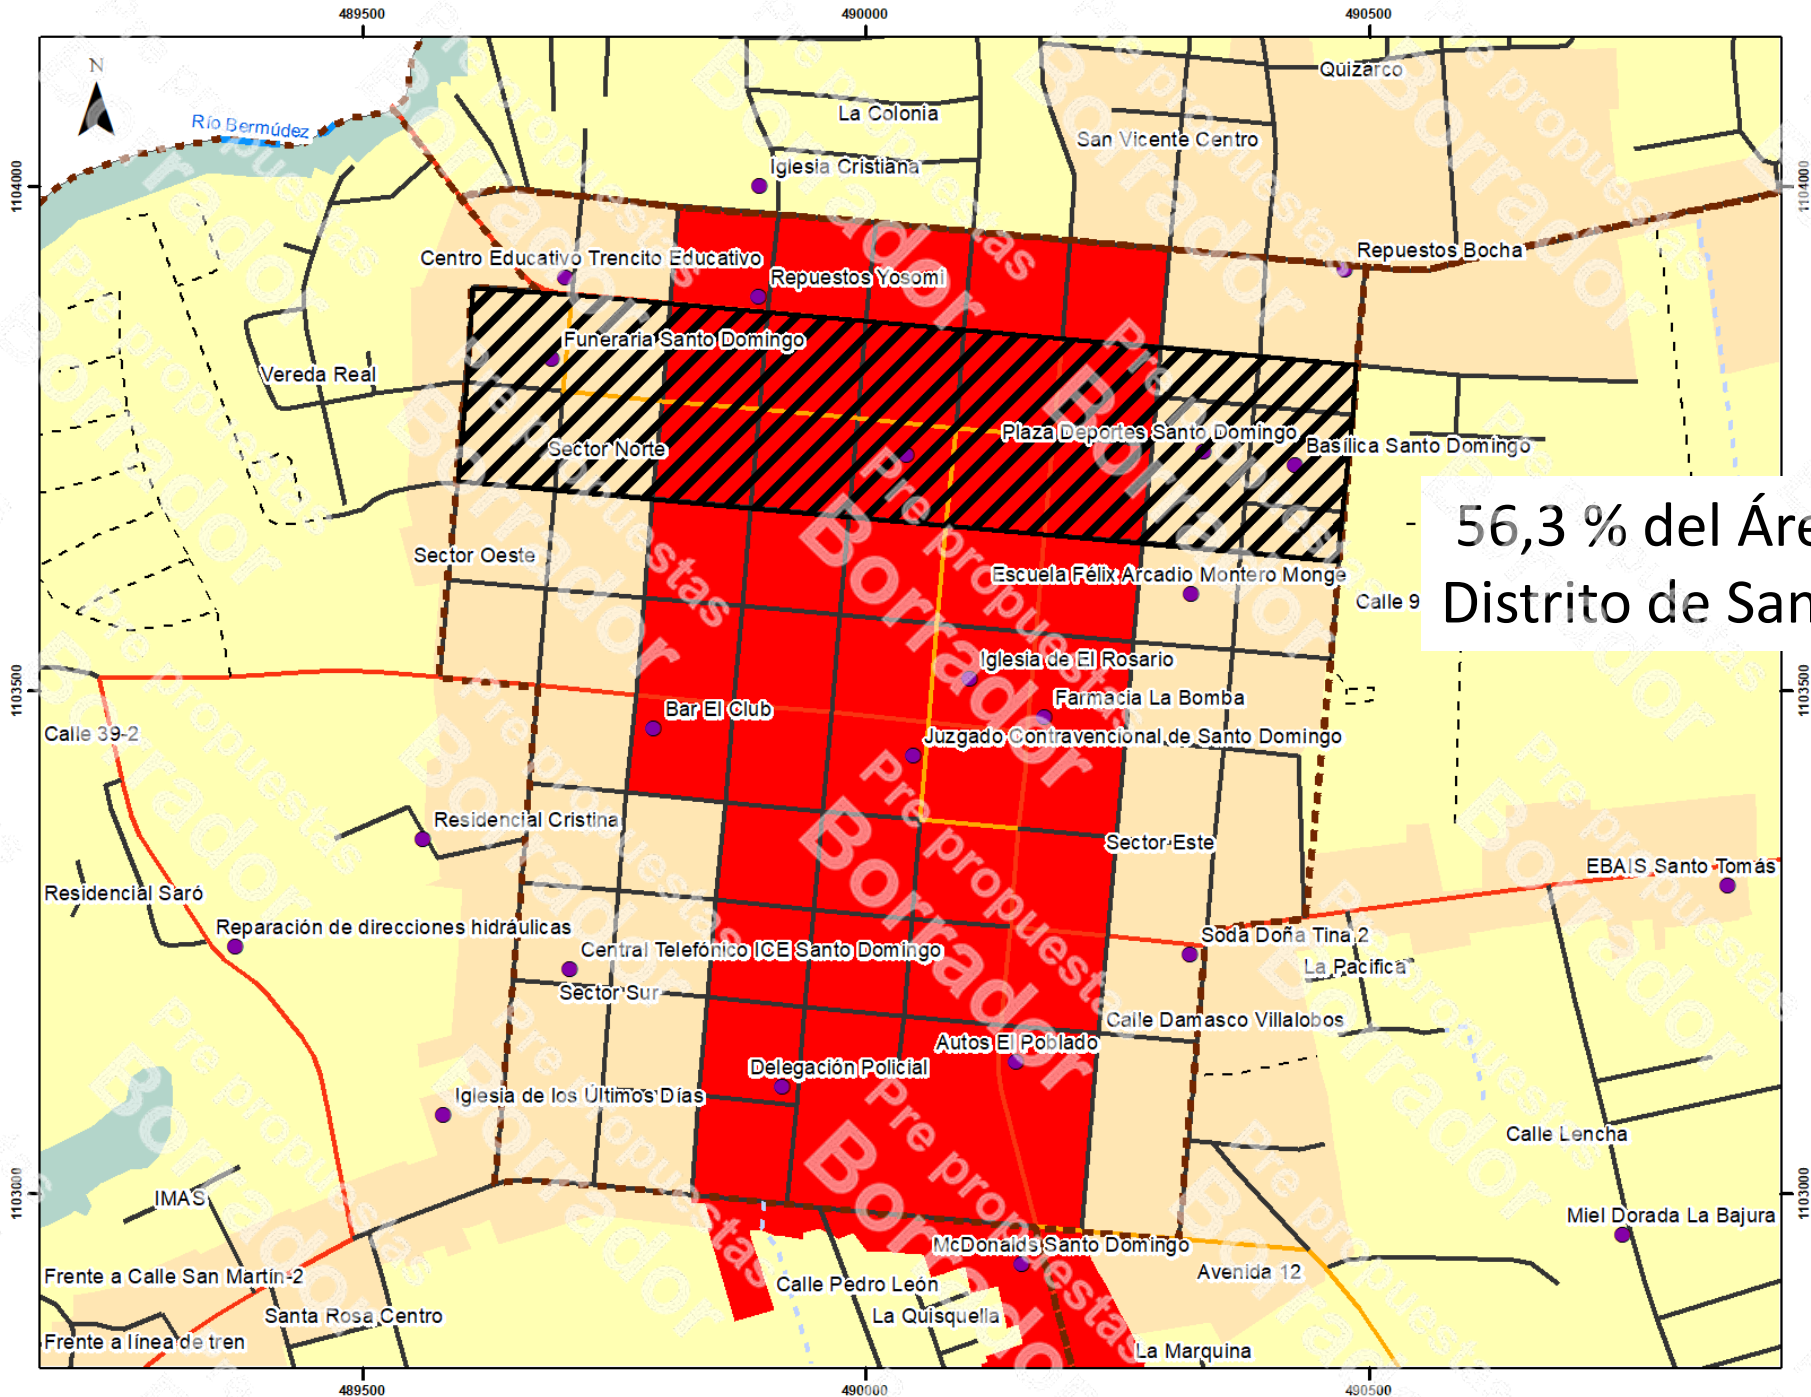 489500
490000
490500
N
Río Bermúdez
Quizarco
La Colonia
San Vicente Centro
Iglesia Cristiana
1104000
1104000
Centro Educativo Trencito Educativo
Repuestos Bocha
Repuestos Yosomi
Funeraria Santo Domingo
Vereda Real
Plaza Deportes Santo Domingo
Basílica Santo Domingo
Sector Norte
56,3 % del Áre
Sector Oeste
Escuela Félix Arcadio Montero Monge
Calle 9
Distrito de San
Iglesia de El Rosario
1103500
1103500
Farmacia La Bomba
Bar El Club
Calle 39-2
Juzgado Contravencional de Santo Domingo
Residencial Cristina
Sector Este
EBAIS Santo Tomás
Residencial Saró
Reparación de direcciones hidráulicas
Soda Doña Tina 2
Central Telefónico ICE Santo Domingo
La Pacifica
Sector Sur
Calle Damasco Villalobos
Autos El Poblado
Delegación Policial
Iglesia de los Últimos Días
Calle Lencha
IMAS
1103000
1103000
Miel Dorada La Bajura
McDonalds Santo Domingo
Avenida 12
Frente a Calle San Martín-2
Calle Pedro León
Santa Rosa Centro
La Quisquella
Frente a línea de tren
La Marquina
489500
490000
490500
Pre propuestas
Borrador